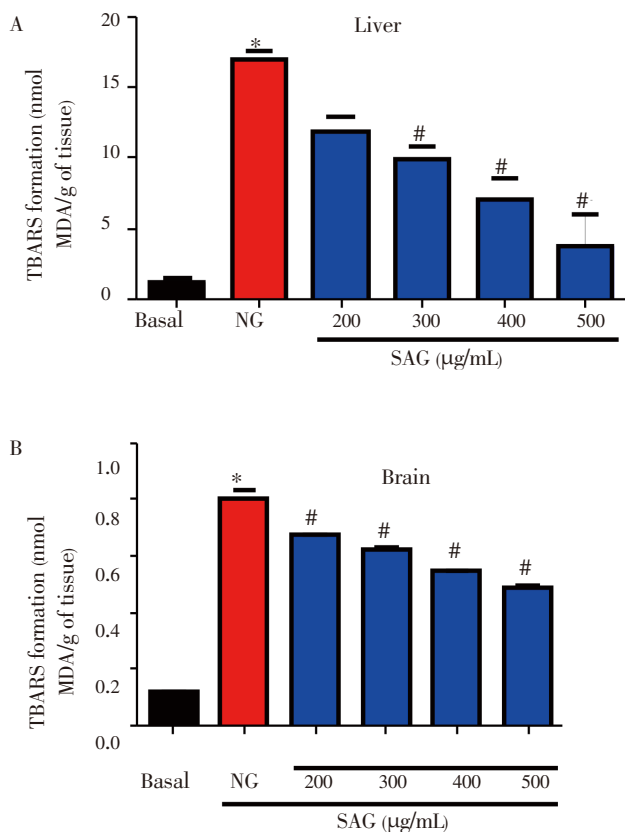 A
Liver
TBARS formation (nmol
MDA/g of tissue)
20
15
10
5
0
*
#
#
#
Basal NG 200 300 400 500
SAG (μg/mL)
B
Brain
TBARS formation (nmol
MDA/g of tissue)
1.0
0.8
0.6
0.4
0.2
0.0
*
#
#
#
#
Basal NG 200 300 400 500
SAG (μg/mL)